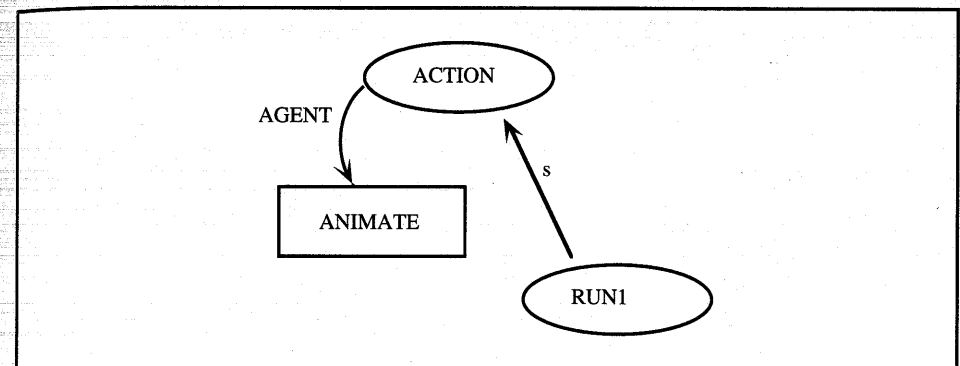 ACTION
AGENT
s
ANIMATE
RUN1